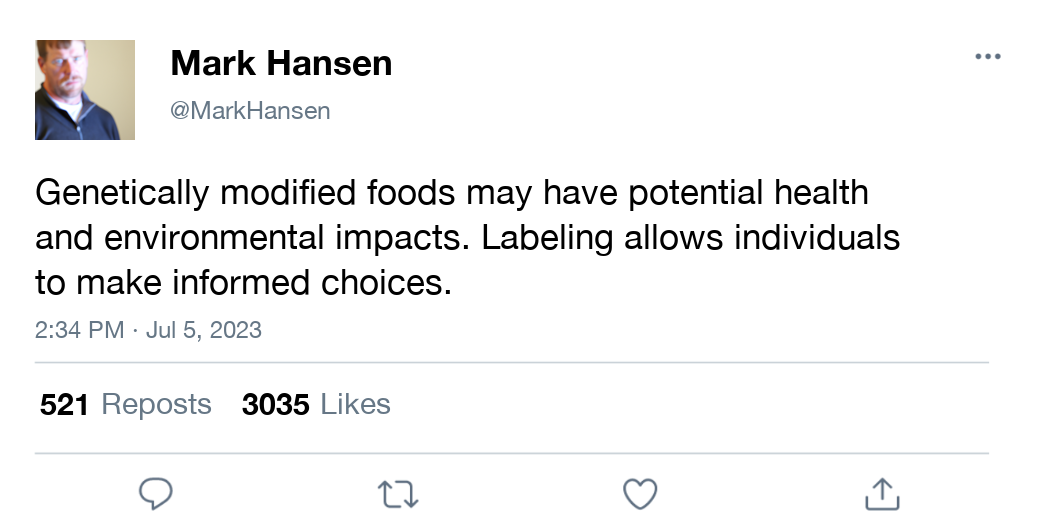 Mark Hansen
@MarkHansen
Genetically modified foods may have potential health
and environmental impacts. Labeling allows individuals
to make informed choices.
2:34 PM · Jul 5, 2023
521 Reposts 3035 Likes